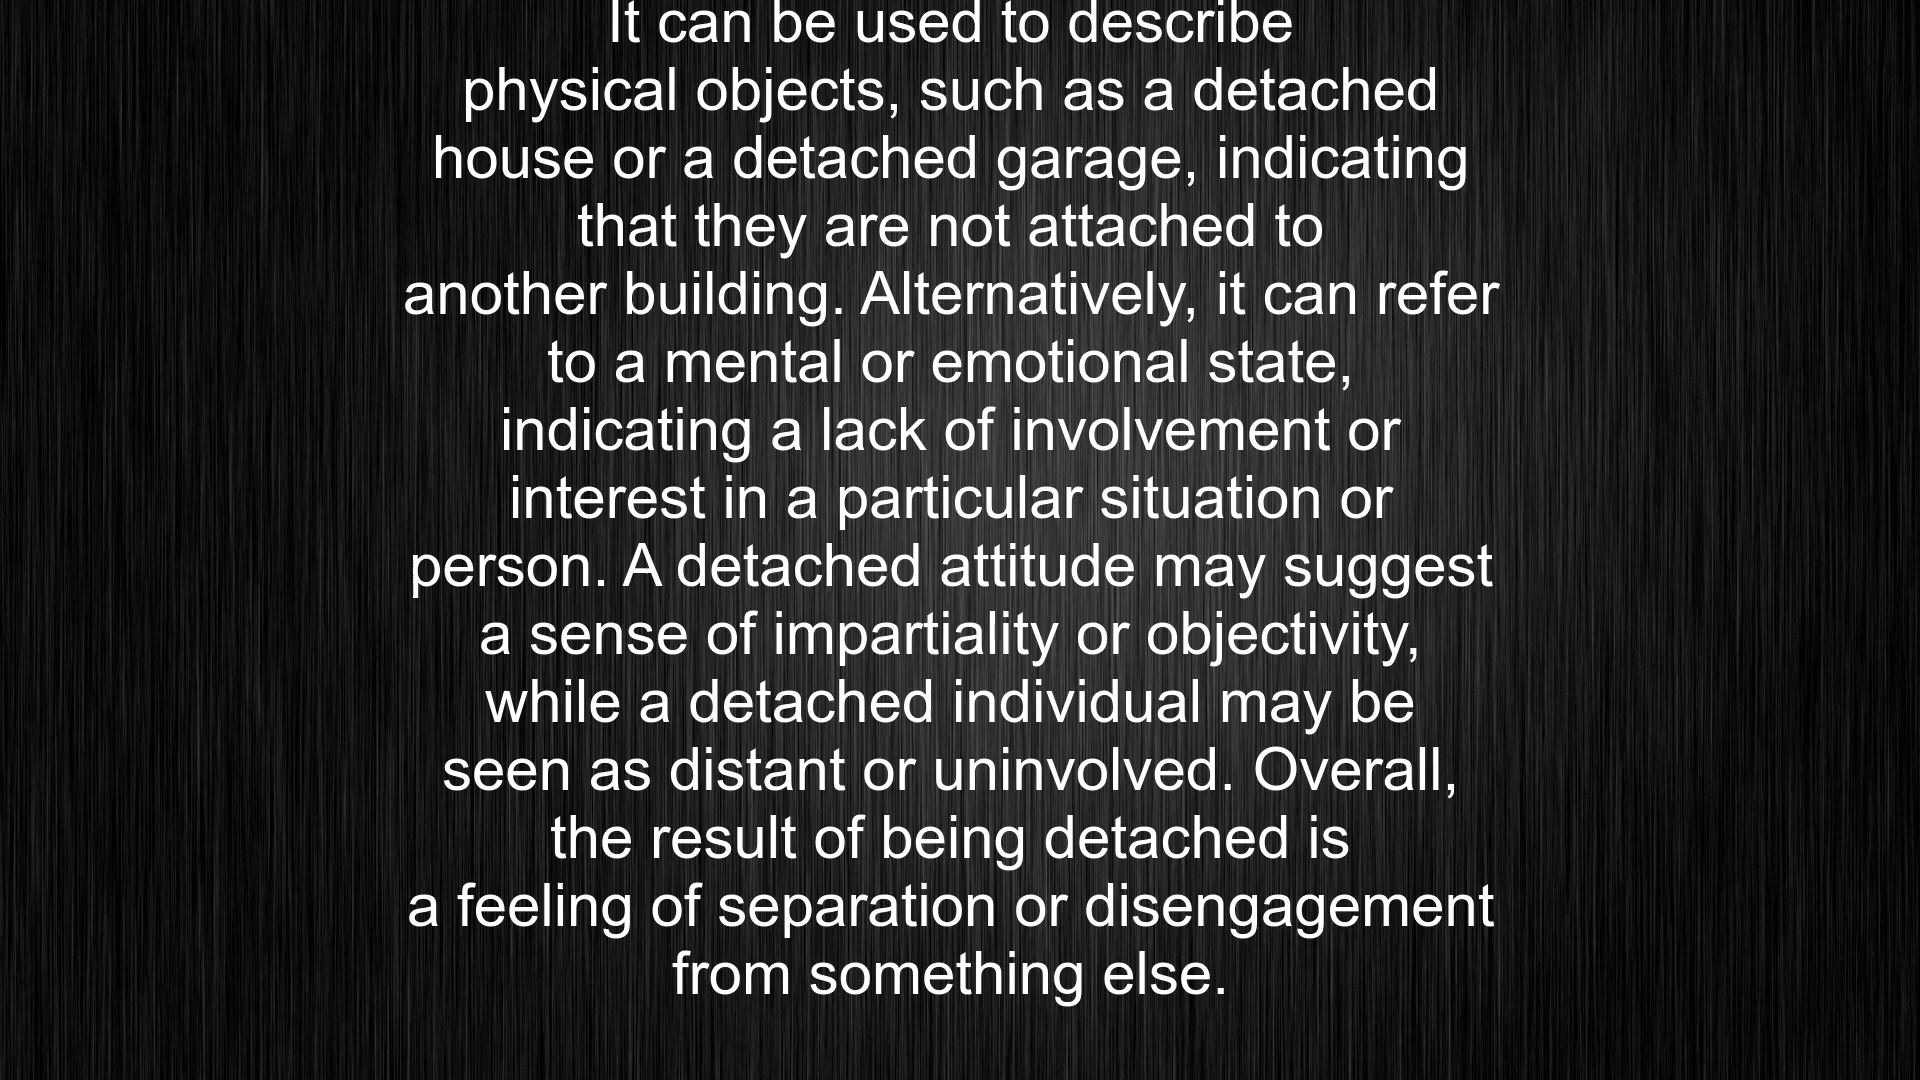 It can be used to describe
physical objects, such as a detached
house or a detached garage, indicating
that they are not attached to
another building. Alternatively, it can refer
to a mental or emotional state,
indicating a lack of involvement or
interest in a particular situation or
person. A detached attitude may suggest
a sense of impartiality or objectivity,
while a detached individual may be
seen as distant or uninvolved. Overall,
the result of being detached is
a feeling of separation or disengagement
from something else.